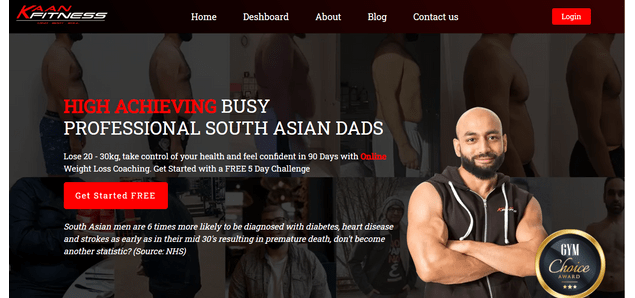 KAAN
FITNESS
Home Deshboard About Blog Contact us Login
HIGH ACHIEVING BUSY
PROFESSIONAL SOUTH ASIAN DADS
Lose 20 - 30kg, take control of your health and feel confident in 90 Days with Online
Weight Loss Coaching. Get Started with a FREE 5 Day Challenge
Get Started FREE
South Asian men are 6 times more likely to be diagnosed with diabetes, heart disease
and strokes as early as in their mid 30's resulting in premature death, don't become
another statistic? (Source: NHS)
KAAN
FITNESS
GYM
Choice
AWARD